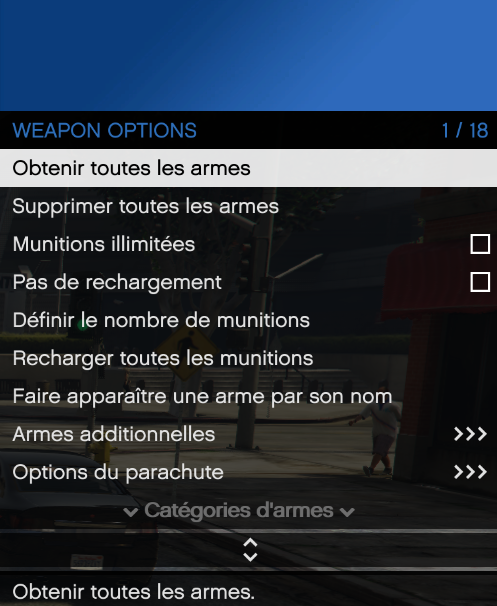 WEAPON OPTIONS 1 / 18
Obtenir toutes les armes
Supprimer toutes les armes
Munitions illimitées
Pas de rechargement
Définir le nombre de munitions
Recharger toutes les munitions
Faire apparaître une arme par son nom
Armes additionnelles >>>
Options du parachute >>>
Catégories d'armes
Obtenir toutes les armes.